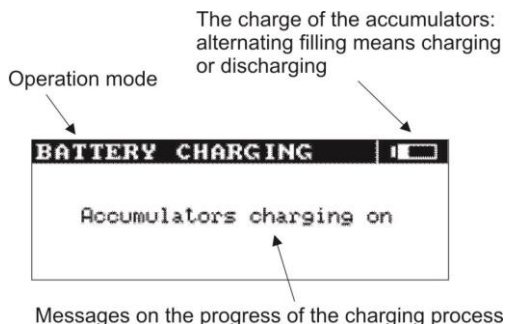 The charge of the accumulators:
alternating filling means charging
or discharging
Operation mode
BATTERY CHARGING
Accumulators charging on
Messages on the progress of the charging process